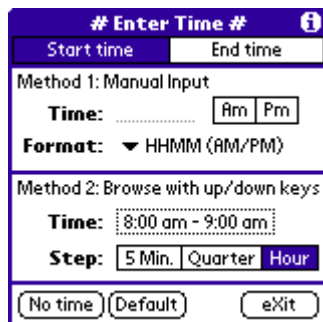 # Enter Time #
Start time End time
Method 1: Manual Input
Time: Am Pm
Format: HHMM (AM/PM)
Method 2: Browse with up/down keys
Time: 8:00 am - 9:00 am
Step: 5 Min. Quarter Hour
No time Default eXit